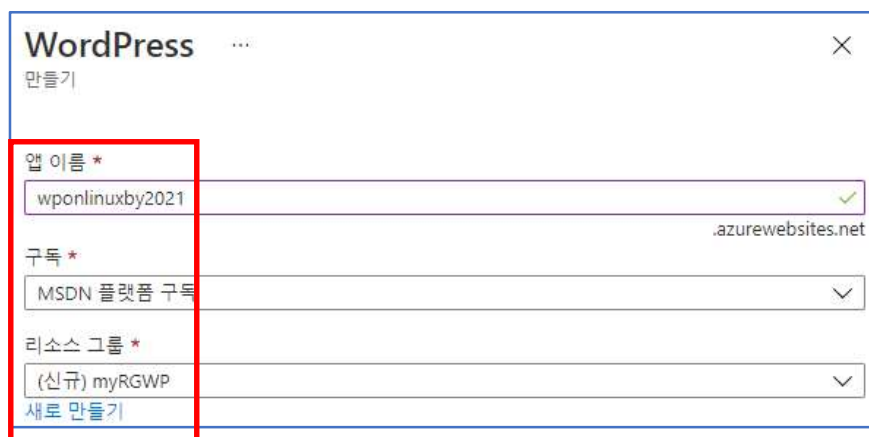 WordPress ...
만들기
앱 이름 *
wponlinuxby2021
.azurewebsites.net
구독 *
MSDN 플랫폼 구독
리소스 그룹 *
(신규) myRGWP
새로 만들기